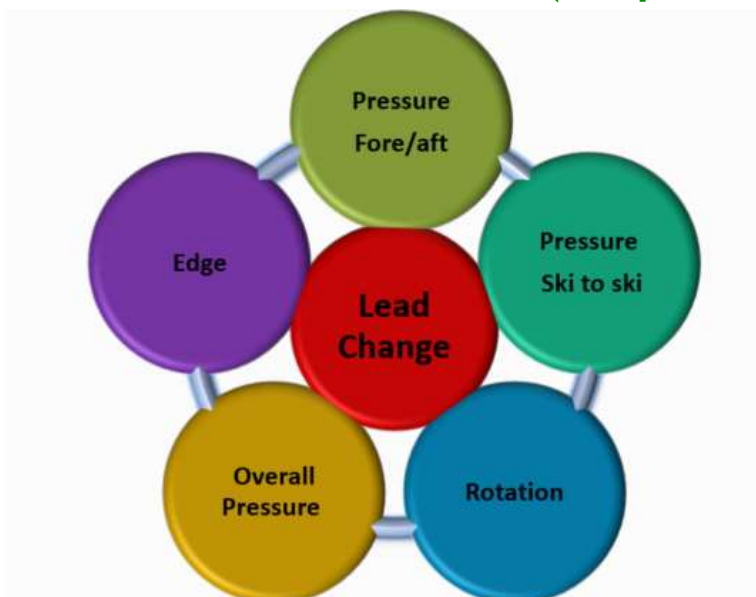 Pressure
Fore/aft
Pressure
Ski to ski
Edge
Lead
Change
Overall
Pressure
Rotation